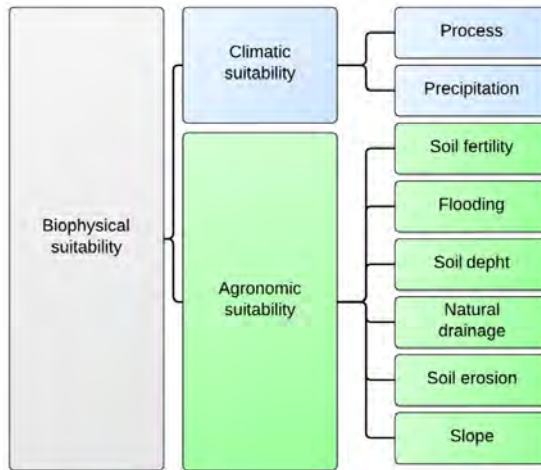 Biophysical
suitability
Climatic
suitability
Process
Precipitation
Agronomic
suitability
Soil fertility
Flooding
Soil depht
Natural
drainage
Soil erosion
Slope